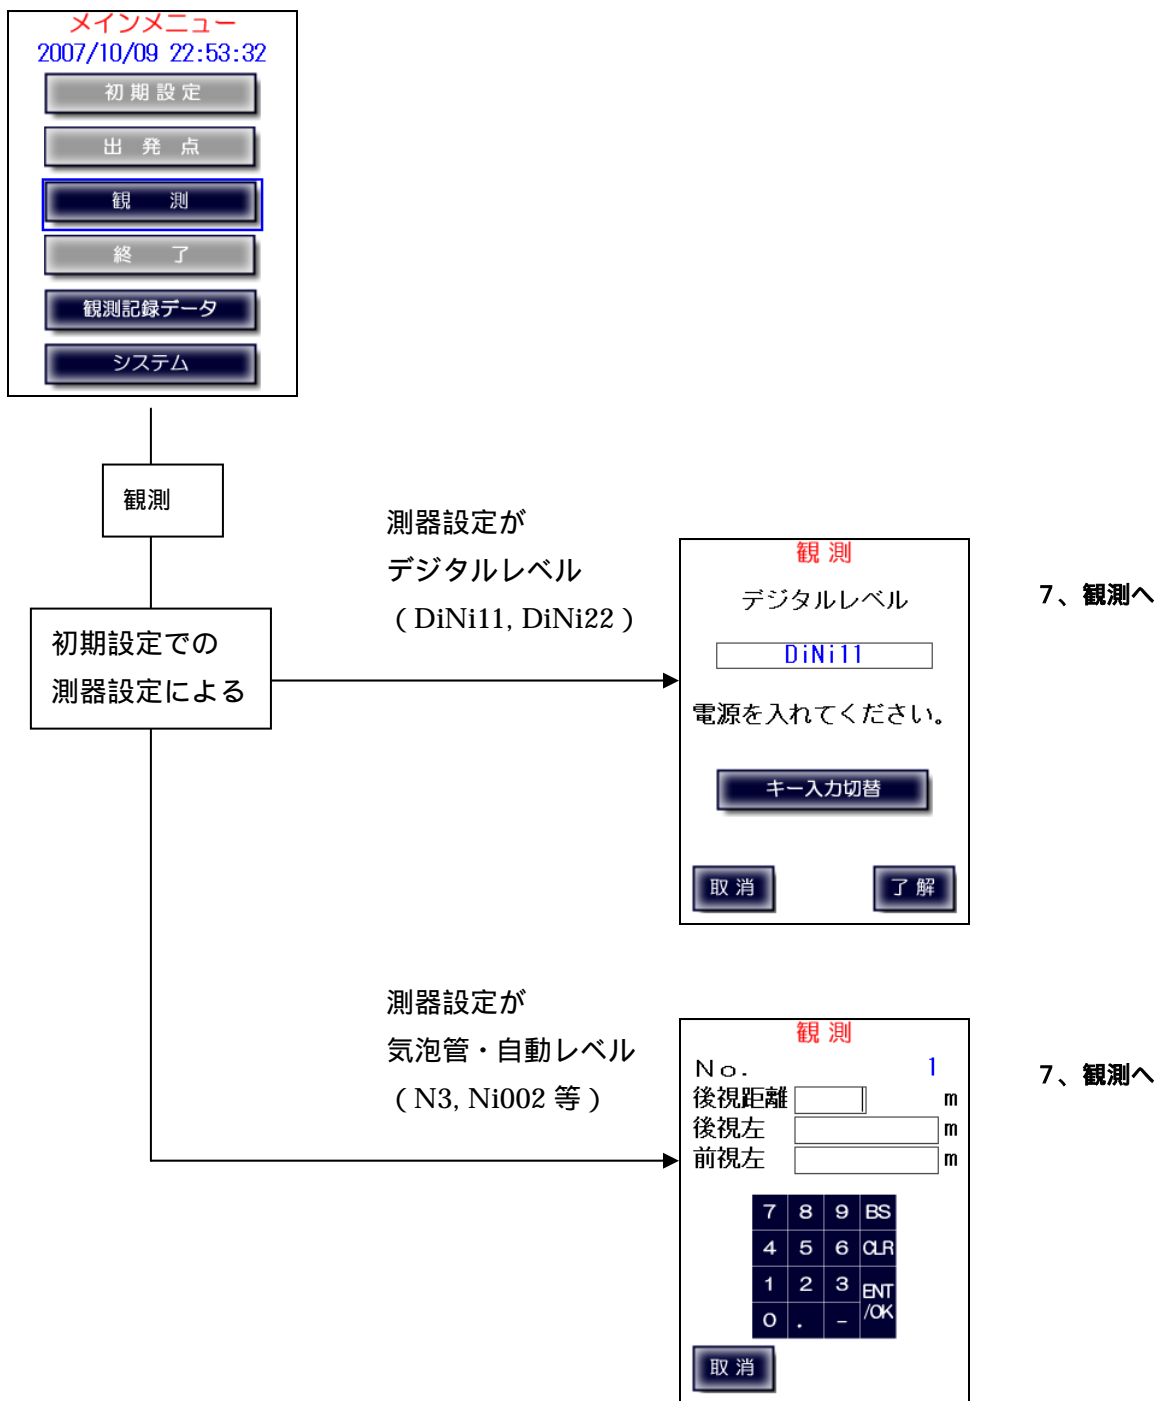 メインメニュー
2007/10/09 22:53:32
初期設定
出 発 点
観 測
終 了
観測記録データ
システム
観測
初期設定での
測器設定による
測器設定が
デジタルレベル
（DiNi11, DiNi22）
観 測
デジタルレベル
DiNi11
電源を入れてください。
キー入力切替
取 消
了 解
7、観測へ
測器設定が
気泡管・自動レベル
（N3, Ni002 等）
観 測
No. 1
後視距離 m
後視左 m
前視左 m
7 8 9 BS
4 5 6 CLR
1 2 3 ENT
/OK
0 . -
取 消
7、観測へ